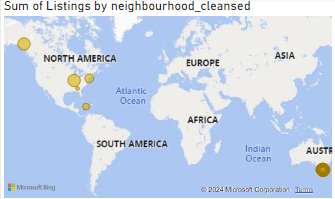 Sum of Listings by neighbourhood_cleansed
NORTH AMERICA
EUROPE
ASIA
Atlantic
Ocean
AFRICA
SOUTH AMERICA
Indian
Ocean
AUSTR
Microsoft Bing
© 2024 Microsoft Corporation Terms